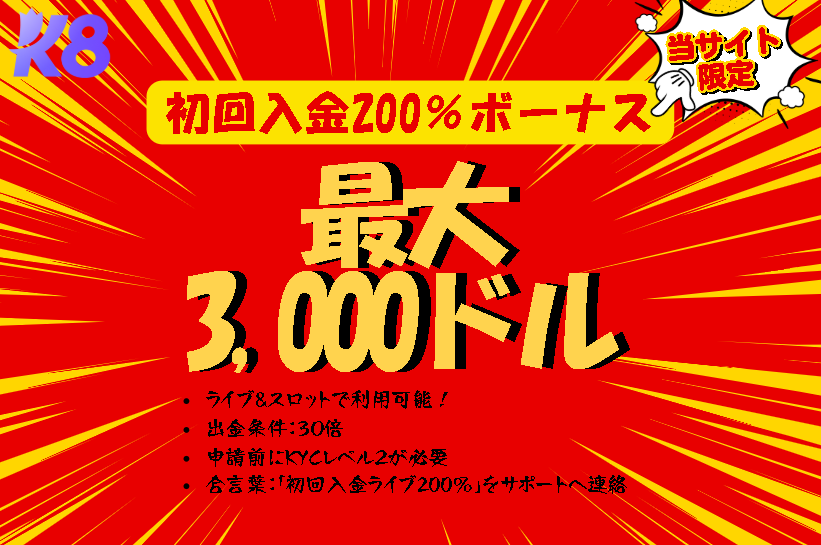 K8
当サイト
限定
初回入金200%ボーナス
最大
3,000ドル
• ライブ&スロットで利用可能!
• 出金条件:30倍
• 申請前にKYCレベル2が必要
• 合言葉:「初回入金ライブ200%」をサポートへ連絡